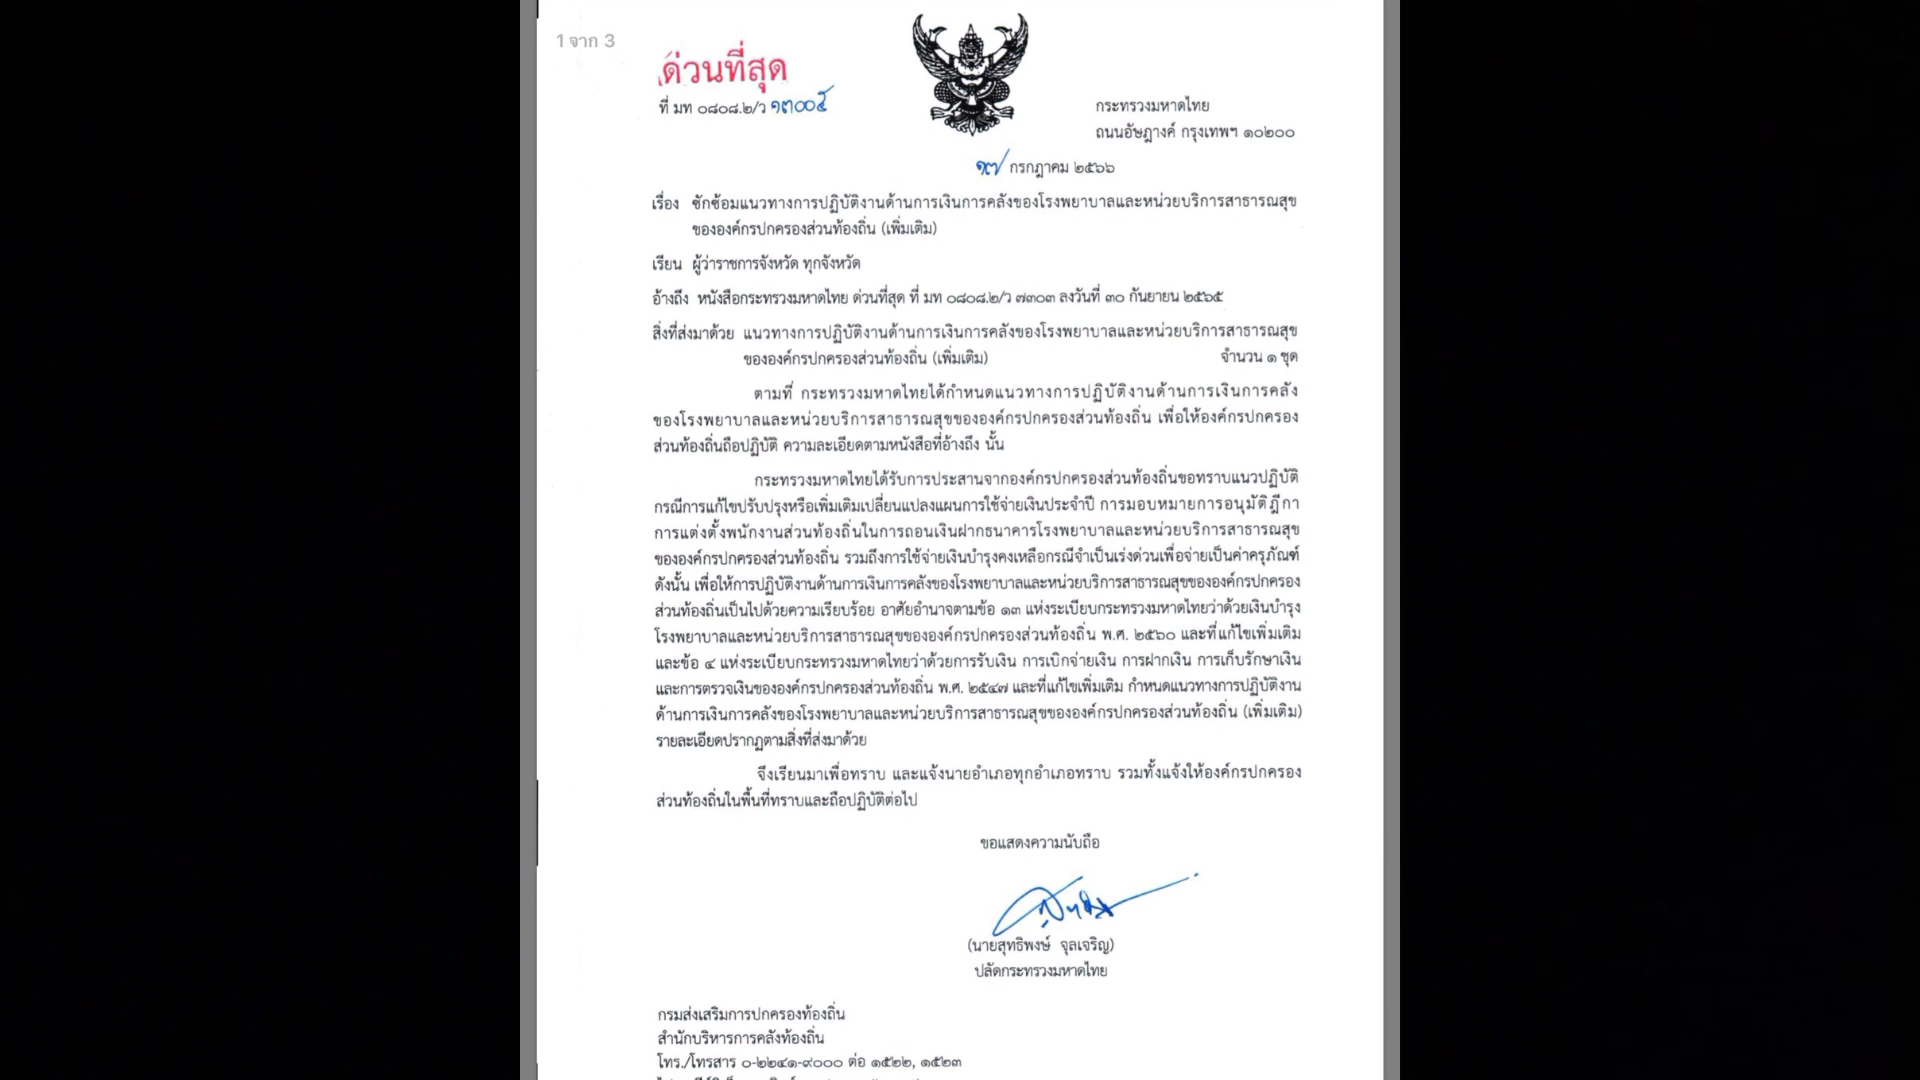 1 จาก 3
ด่วนที่สุด
ที่ มท ๐๘๐๘.๒/ว ๑๓๐๐๕
กระทรวงมหาดไทย
ถนนอัษฎางค์ กรุงเทพฯ ๑๐๒๐๐
๑๗ กรกฎาคม ๒๕๖๖
เรื่อง ซักซ้อมแนวทางการปฏิบัติงานด้านการเงินการคลังของโรงพยาบาลและหน่วยบริการสาธารณสุข
ขององค์กรปกครองส่วนท้องถิ่น (เพิ่มเติม)
เรียน ผู้ว่าราชการจังหวัด ทุกจังหวัด
อ้างถึง หนังสือกระทรวงมหาดไทย ด่วนที่สุด ที่ มท ๐๘๐๘.๒/ว ๗๓๐๓ ลงวันที่ ๓๐ กันยายน ๒๕๖๕
สิ่งที่ส่งมาด้วย แนวทางการปฏิบัติงานด้านการเงินการคลังของโรงพยาบาลและหน่วยบริการสาธารณสุข
ขององค์กรปกครองส่วนท้องถิ่น (เพิ่มเติม) จำนวน ๑ ชุด
ตามที่ กระทรวงมหาดไทยได้กำหนดแนวทางการปฏิบัติงานด้านการเงินการคลัง
ของโรงพยาบาลและหน่วยบริการสาธารณสุขขององค์กรปกครองส่วนท้องถิ่น เพื่อให้องค์กรปกครอง
ส่วนท้องถิ่นถือปฏิบัติ ความละเอียดตามหนังสือที่อ้างถึง นั้น
กระทรวงมหาดไทยได้รับการประสานจากองค์กรปกครองส่วนท้องถิ่นขอทราบแนวปฏิบัติ
กรณีการแก้ไขปรับปรุงหรือเพิ่มเติมเปลี่ยนแปลงแผนการใช้จ่ายเงินประจำปี การมอบหมายการอนุมัติฎีกา
การแต่งตั้งพนักงานส่วนท้องถิ่นในการถอนเงินฝากธนาคารโรงพยาบาลและหน่วยบริการสาธารณสุข
ขององค์กรปกครองส่วนท้องถิ่น รวมถึงการใช้จ่ายเงินบำรุงคงเหลือกรณีจำเป็นเร่งด่วนเพื่อจ่ายเป็นค่าครุภัณฑ์
ดังนั้น เพื่อให้การปฏิบัติงานด้านการเงินการคลังของโรงพยาบาลและหน่วยบริการสาธารณสุขขององค์กรปกครอง
ส่วนท้องถิ่นเป็นไปด้วยความเรียบร้อย อาศัยอำนาจตามข้อ ๑๓ แห่งระเบียบกระทรวงมหาดไทยว่าด้วยเงินบำรุง
โรงพยาบาลและหน่วยบริการสาธารณสุขขององค์กรปกครองส่วนท้องถิ่น พ.ศ. ๒๕๖๐ และที่แก้ไขเพิ่มเติม
และข้อ ๔ แห่งระเบียบกระทรวงมหาดไทยว่าด้วยการรับเงิน การเบิกจ่ายเงิน การฝากเงิน การเก็บรักษาเงิน
และการตรวจเงินขององค์กรปกครองส่วนท้องถิ่น พ.ศ. ๒๕๔๗ และที่แก้ไขเพิ่มเติม กำหนดแนวทางการปฏิบัติงาน
ด้านการเงินการคลังของโรงพยาบาลและหน่วยบริการสาธารณสุขขององค์กรปกครองส่วนท้องถิ่น (เพิ่มเติม)
รายละเอียดปรากฏตามสิ่งที่ส่งมาด้วย
จึงเรียนมาเพื่อทราบ และแจ้งนายอำเภอทุกอำเภอทราบ รวมทั้งแจ้งให้องค์กรปกครอง
ส่วนท้องถิ่นในพื้นที่ทราบและถือปฏิบัติต่อไป
ขอแสดงความนับถือ
(นายสุทธิพงษ์ จุลเจริญ)
ปลัดกระทรวงมหาดไทย
กรมส่งเสริมการปกครองท้องถิ่น
สำนักบริหารการคลังท้องถิ่น
โทร./โทรสาร ๐-๒๒๔๑-๙๐๐๐ ต่อ ๑๕๒๒, ๑๕๒๓